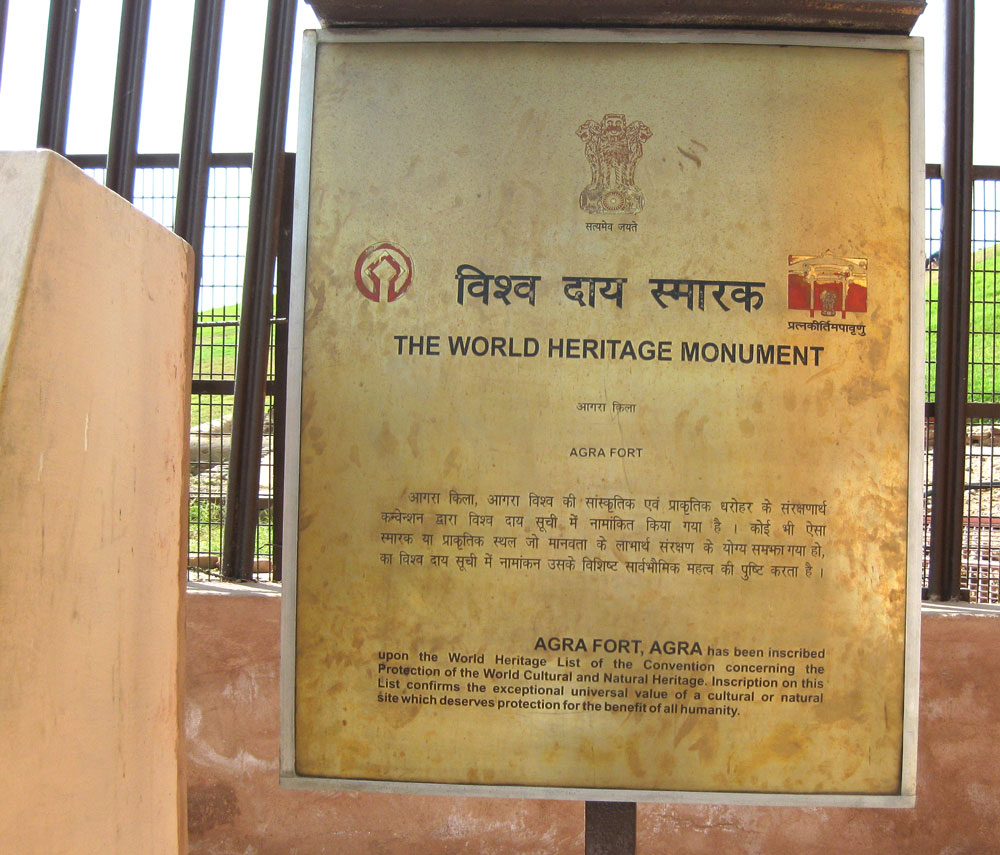 सत्यमेव जयते
विश्व दाय स्मारक
प्रत्नकीर्तिमपावृणु
THE WORLD HERITAGE MONUMENT
आगरा क़िला
AGRA FORT
आगरा किला, आगरा विश्व की सांस्कृतिक एवं प्राकृतिक धरोहर के संरक्षणार्थ
कन्वेन्शन द्वारा विश्व दाय सूची में नामांकित किया गया है । कोई भी ऐसा
स्मारक या प्राकृतिक स्थल जो मानवता के लाभार्थ संरक्षण के योग्य समझा गया हो,
का विश्व दाय सूची में नामांकन उसके विशिष्ट सार्वभौमिक महत्व की पुष्टि करता है ।
AGRA FORT, AGRA has been inscribed
upon the World Heritage List of the Convention concerning the
Protection of the World Cultural and Natural Heritage. Inscription on this
List confirms the exceptional universal value of a cultural or natural
site which deserves protection for the benefit of all humanity.